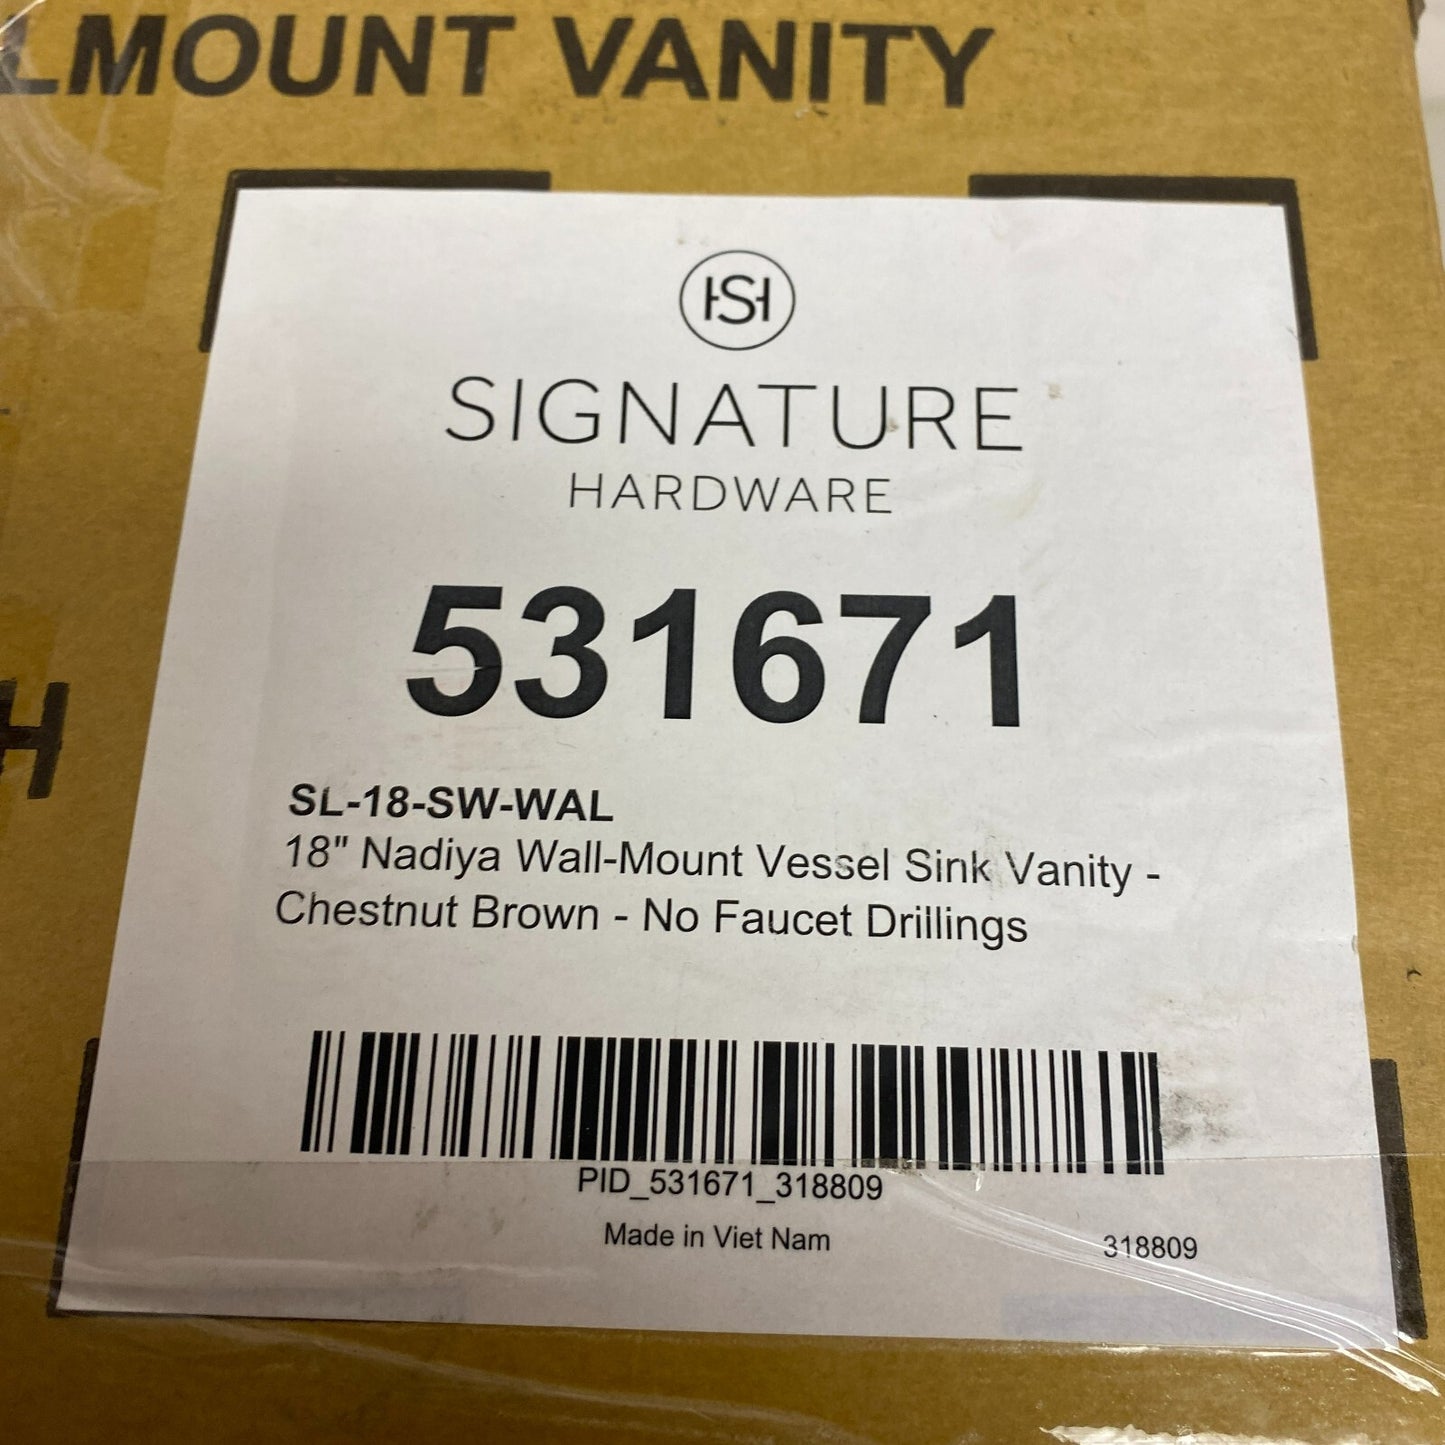 LMOUNT VANITY
H
SH
SIGNATURE
HARDWARE
531671
SL-18-SW-WAL
18" Nadiya Wall-Mount Vessel Sink Vanity -
Chestnut Brown - No Faucet Drillings
PID_531671_318809
Made in Viet Nam
318809